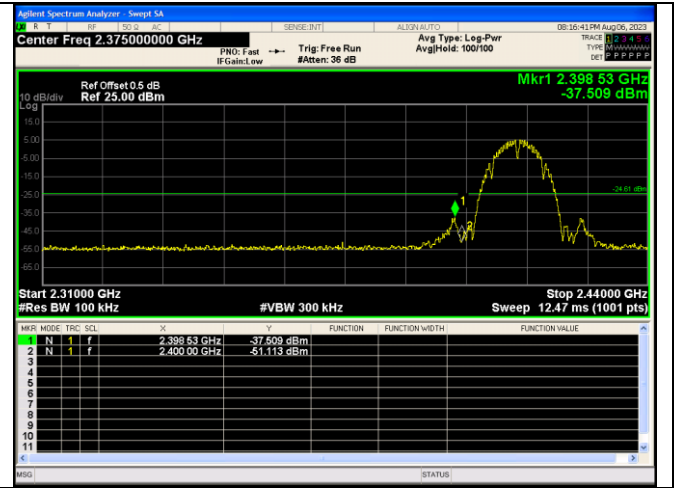 Agilent Spectrum Analyzer - Swept SA
R T RF 50 Ω AC SENSE:INT ALIGN AUTO 08:16:41 PM Aug 06, 2023
Center Freq 2.375000000 GHz
PNO: Fast
IFGain:Low
Trig: Free Run
#Atten: 36 dB
Avg Type: Log-Pwr
Avg|Hold: 100/100
TRACE 1 2 3 4 5 6
TYPE M
DET P P P P P P
Mkr1 2.398 53 GHz
-37.509 dBm
Ref Offset 0.5 dB
10 dB/div Ref 25.00 dBm
Log
15.0
5.00
-5.00
-15.0
-25.0
-35.0
-45.0
-55.0
-65.0
-24.61 dBm
1
2
Start 2.31000 GHz Stop 2.44000 GHz
#Res BW 100 kHz #VBW 300 kHz Sweep 12.47 ms (1001 pts)
MKR MODE TRC SCL X Y FUNCTION FUNCTION WIDTH FUNCTION VALUE
1 N 1 f 2.398 53 GHz -37.509 dBm
2 N 1 f 2.400 00 GHz -51.113 dBm
3
4
5
6
7
8
9
10
11
MSG STATUS